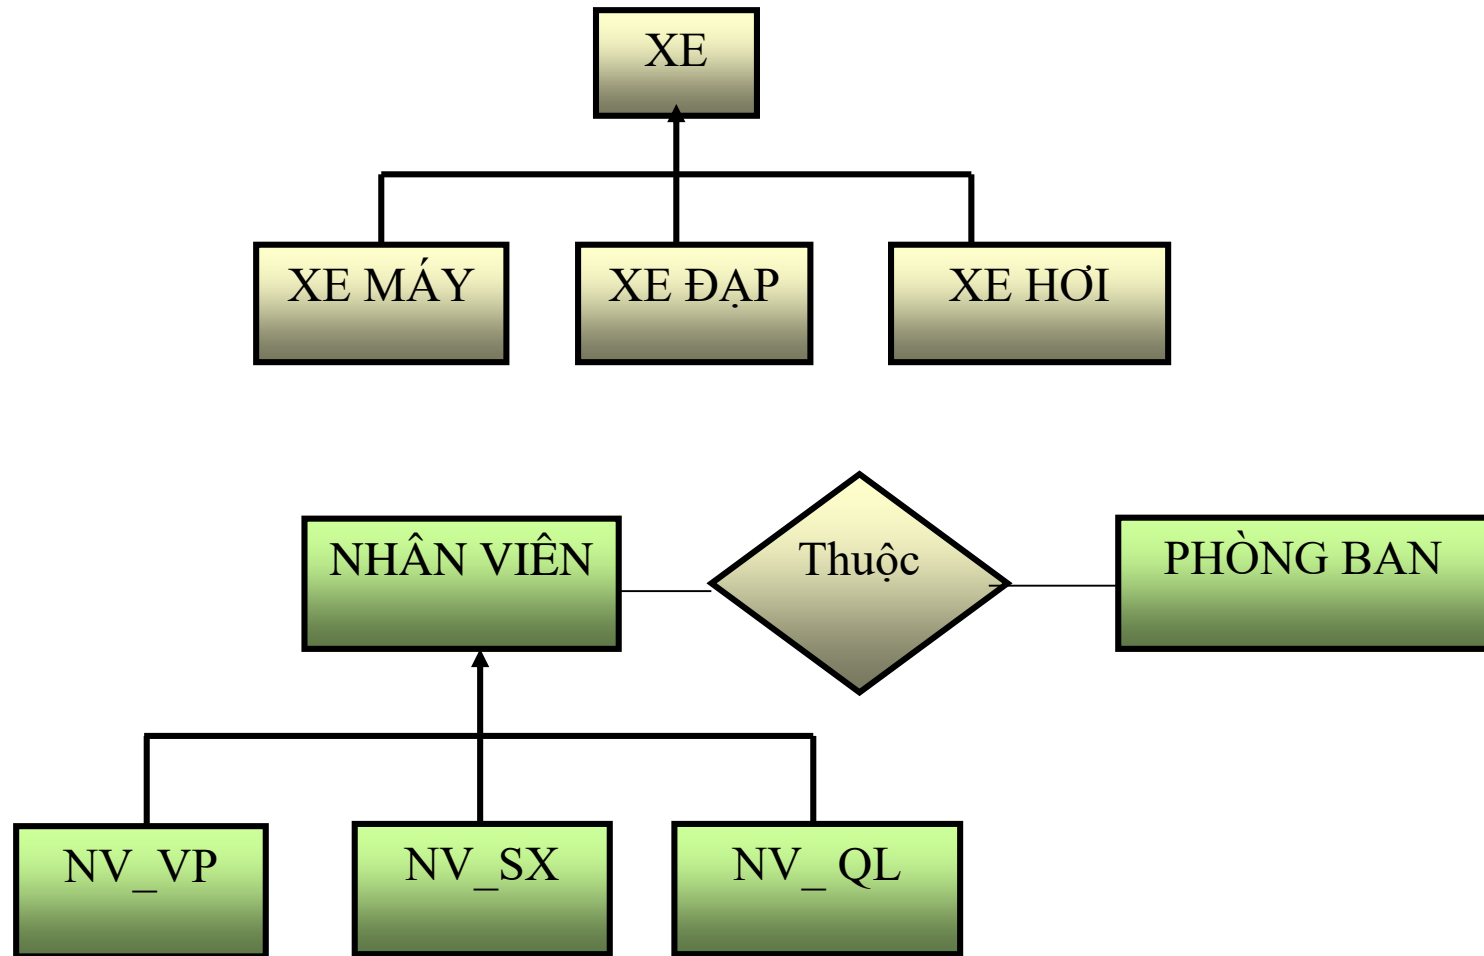 XE
XE MÁY
XE ĐẠP
XE HƠI
NHÂN VIÊN
Thuộc
PHÒNG BAN
NV_VP
NV_SX
NV_ QL